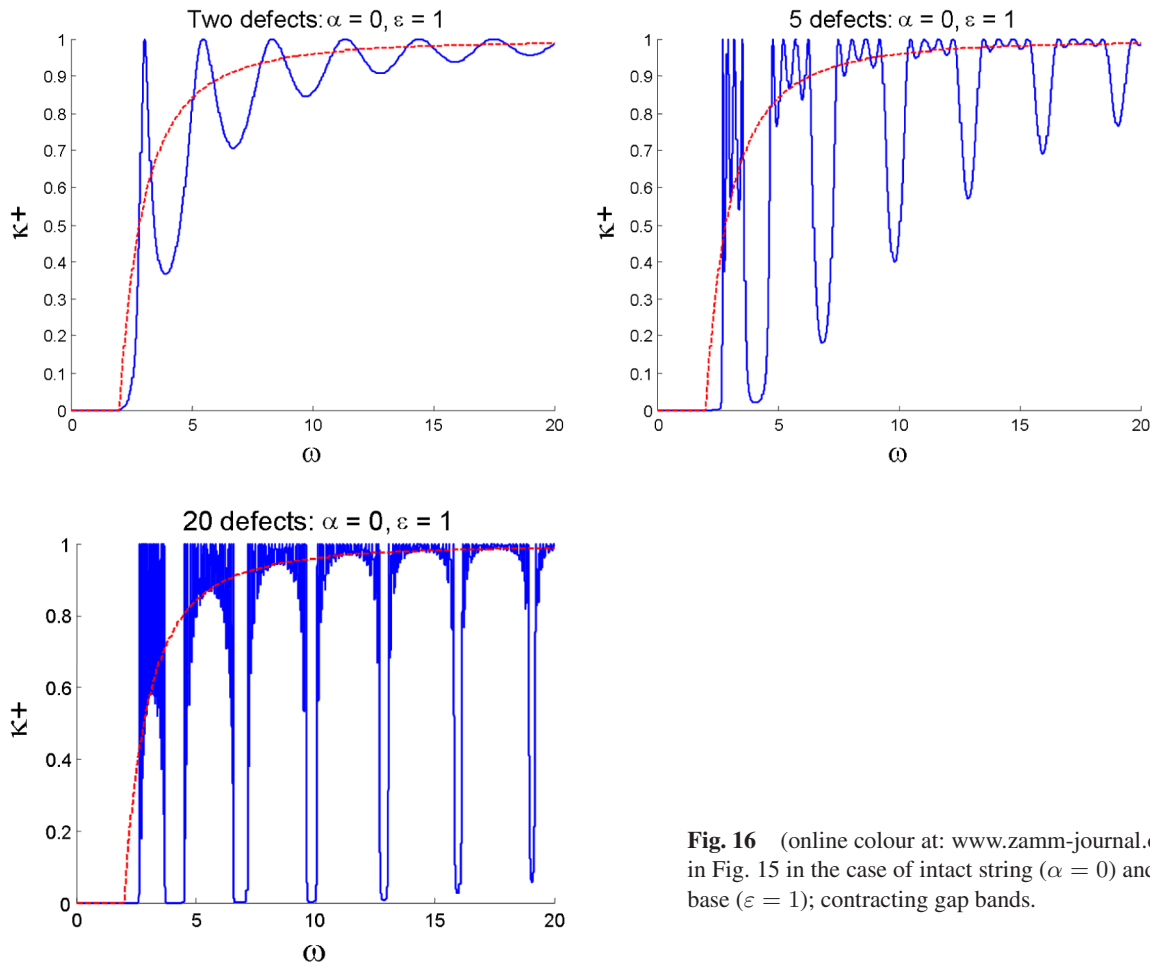 Two defects: α = 0, ε = 1
1
0.9
0.8
0.7
0.6
0.5
0.4
0.3
0.2
0.1
0
κ+
0 5 10 15 20
ω
5 defects: α = 0, ε = 1
1
0.9
0.8
0.7
0.6
0.5
0.4
0.3
0.2
0.1
0
κ+
0 5 10 15 20
ω
20 defects: α = 0, ε = 1
1
0.8
0.6
0.4
0.2
0
κ+
0 5 10 15 20
ω
Fig. 16 (online colour at: www.zamm-journal.
in Fig. 15 in the case of intact string (α = 0) and
base (ε = 1); contracting gap bands.